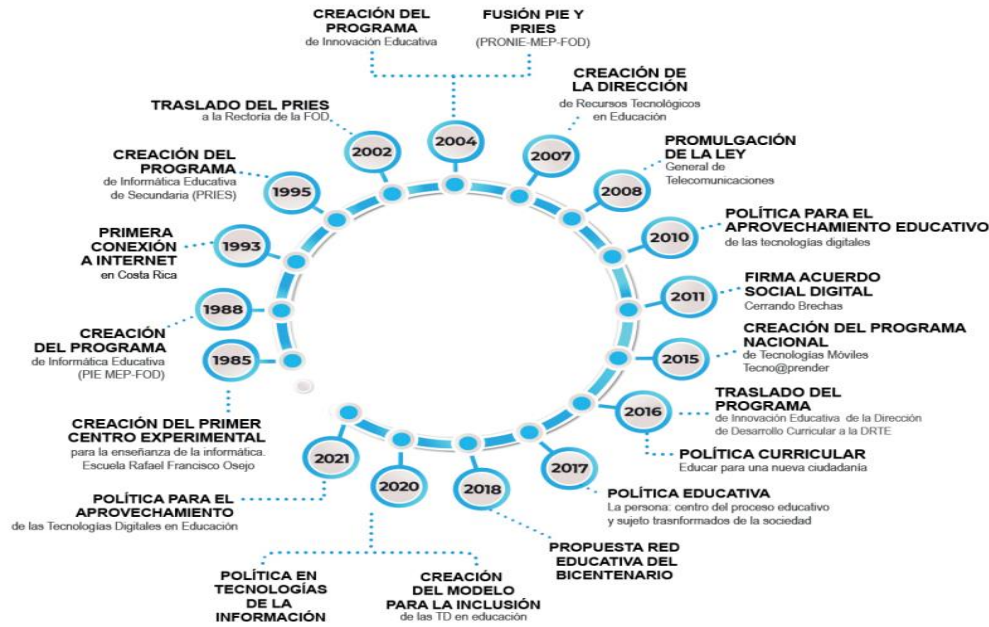 1985
CREACIÓN DEL PRIMER
CENTRO EXPERIMENTAL
para la enseñanza de la informática.
Escuela Rafael Francisco Osejo
1988
CREACIÓN
DEL PROGRAMA
de Informática Educativa
(PIE MEP-FOD)
1993
PRIMERA
CONEXIÓN
A INTERNET
en Costa Rica
1995
CREACIÓN DEL
PROGRAMA
de Informática Educativa
de Secundaria (PRIES)
2002
TRASLADO DEL PRIES
a la Rectoría de la FOD
2004
CREACIÓN DEL
PROGRAMA
de Innovación Educativa
FUSIÓN PIE Y
PRIES
(PRONIE-MEP-FOD)
2007
CREACIÓN DE
LA DIRECCIÓN
de Recursos Tecnológicos
en Educación
2008
PROMULGACIÓN
DE LA LEY
General de
Telecomunicaciones
2010
POLÍTICA PARA EL
APROVECHAMIENTO EDUCATIVO
de las tecnologías digitales
2011
FIRMA ACUERDO
SOCIAL DIGITAL
Cerrando Brechas
2015
CREACIÓN DEL PROGRAMA
NACIONAL
de Tecnologías Móviles
Tecno@prender
2016
TRASLADO DEL
PROGRAMA
de Innovación Educativa de la Dirección
de Desarrollo Curricular a la DRTE
POLÍTICA CURRICULAR
Educar para una nueva ciudadanía
2017
POLÍTICA EDUCATIVA
La persona: centro del proceso educativo
y sujeto trasnformados de la sociedad
2018
PROPUESTA RED
EDUCATIVA DEL
BICENTENARIO
2020
POLÍTICA EN
TECNOLOGÍAS
DE LA
INFORMACIÓN
CREACIÓN
DEL MODELO
PARA LA INCLUSIÓN
de las TD en educación
2021
POLÍTICA PARA EL
APROVECHAMIENTO
de las Tecnologías Digitales en Educación